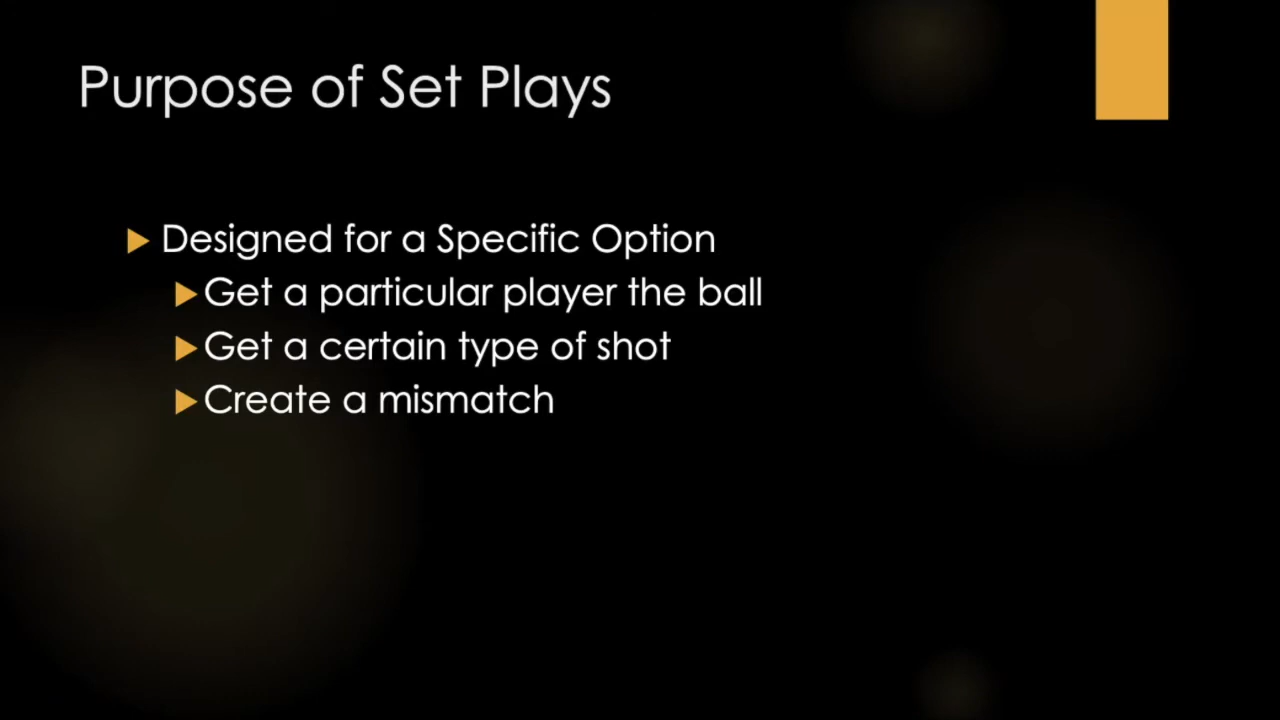 Purpose of Set Plays
Designed for a Specific Option
Get a particular player the ball
Get a certain type of shot
Create a mismatch